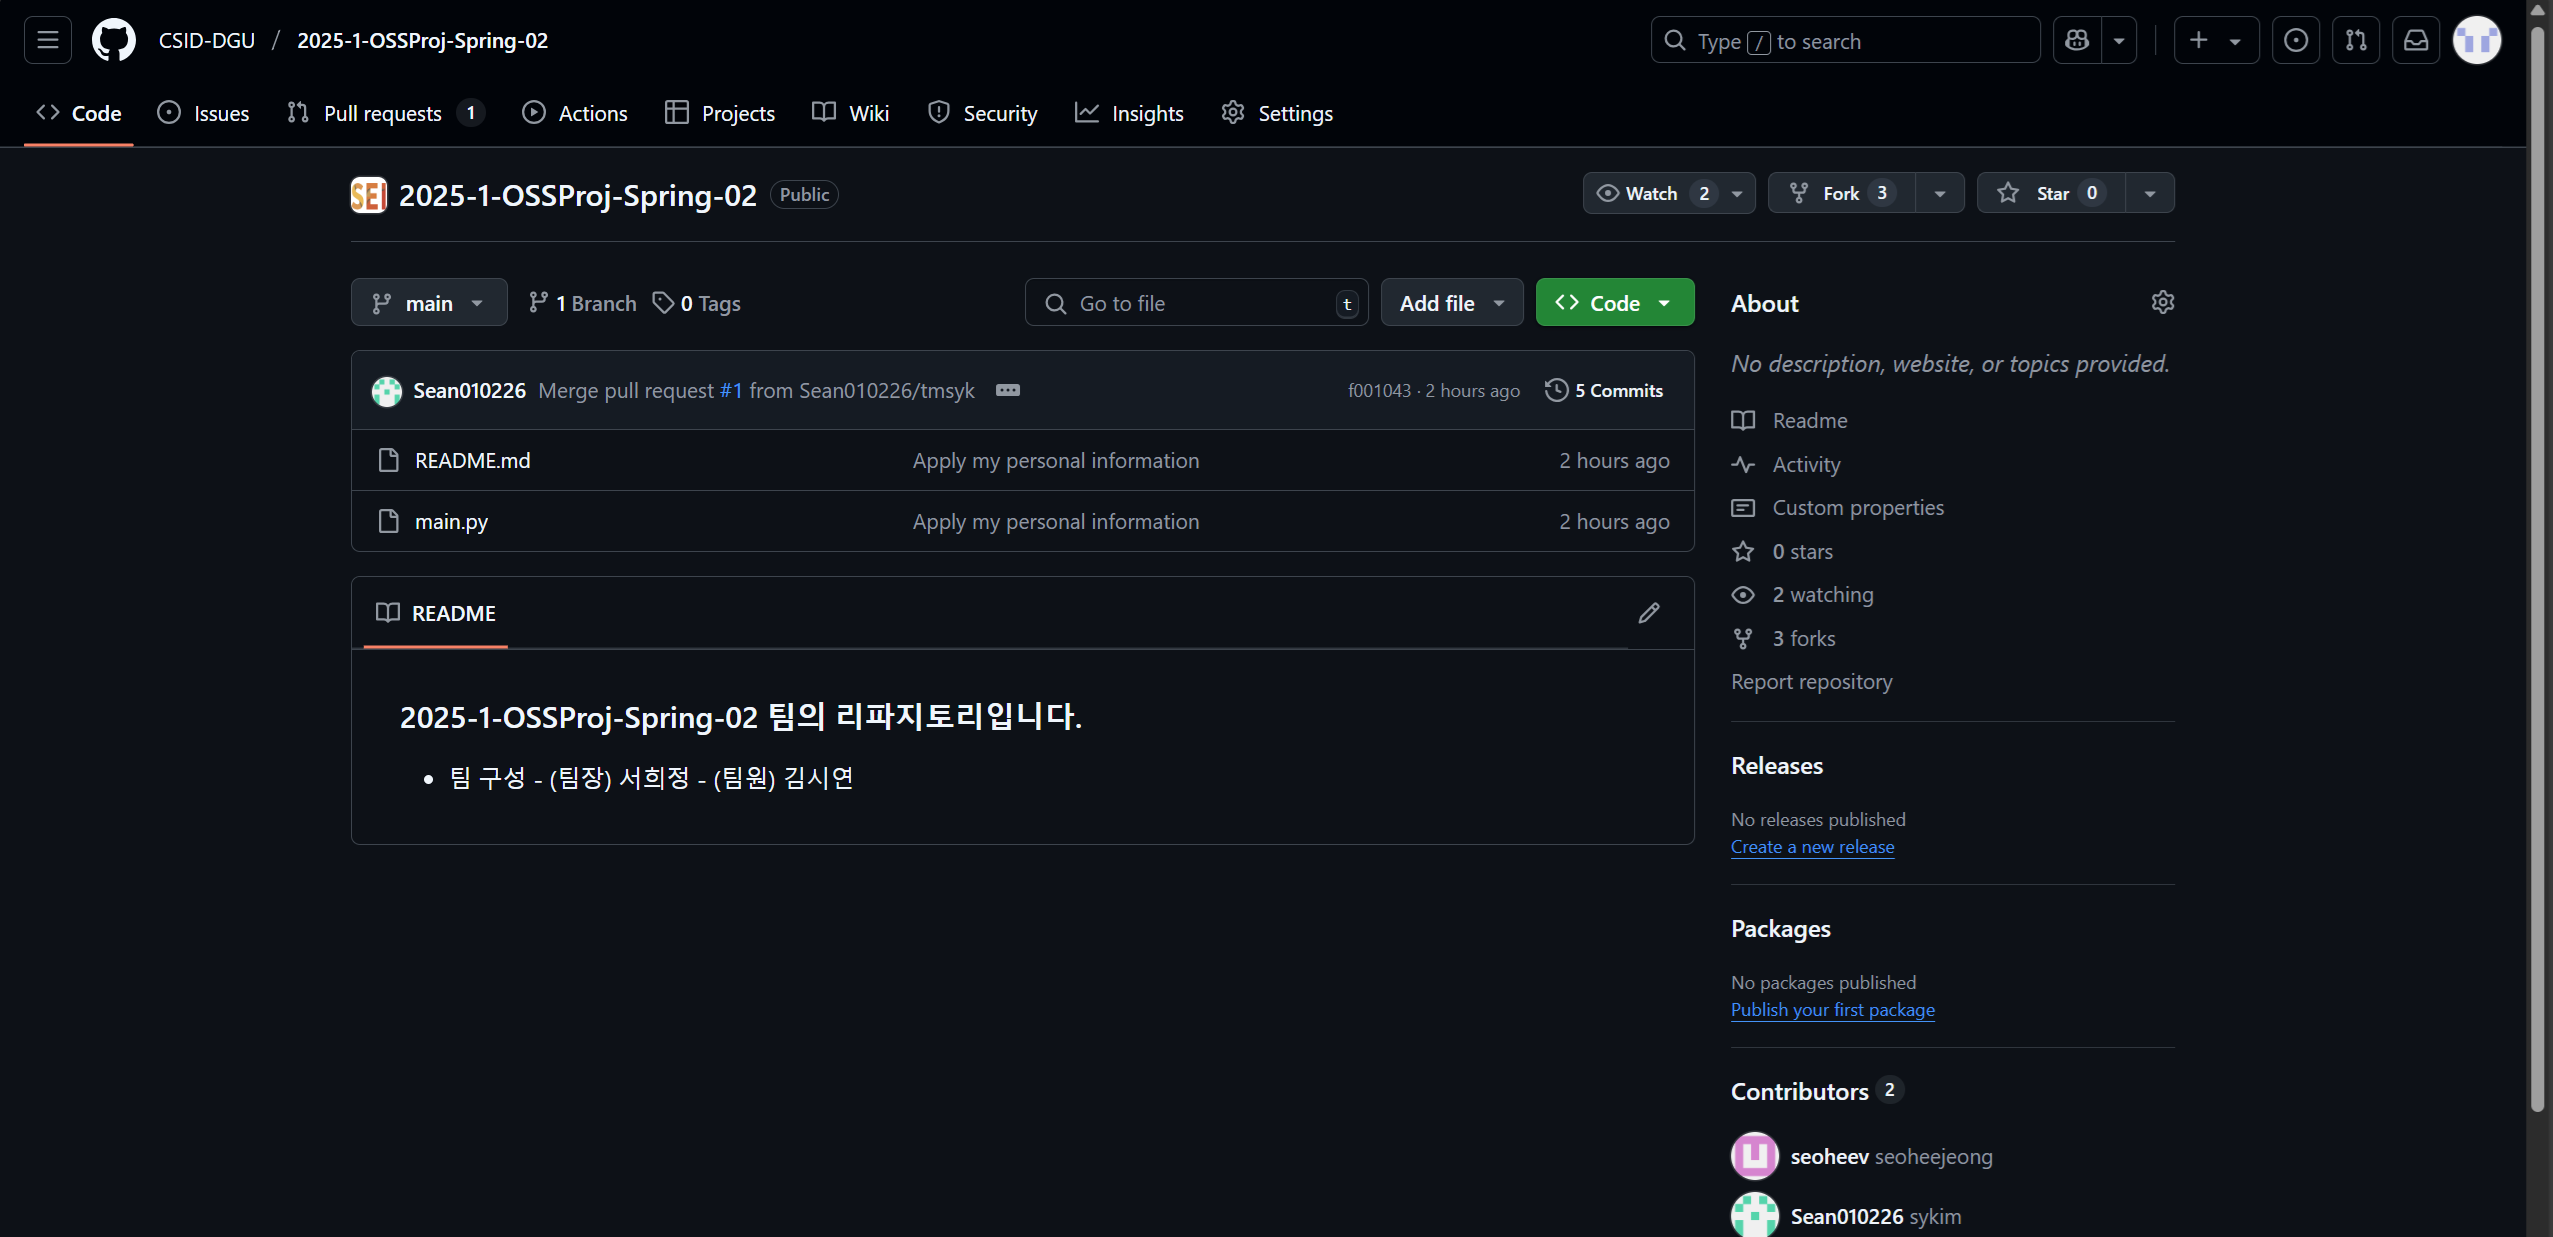 CSID-DGU / 2025-1-OSSProj-Spring-02
Type / to search
Code
Issues
Pull requests 1
Actions
Projects
Wiki
Security
Insights
Settings
SEI
2025-1-OSSProj-Spring-02 Public
Watch 2
Fork 3
Star 0
main
1 Branch
0 Tags
Go to file t
Add file
Code
Sean010226 Merge pull request #1 from Sean010226/tmsyk
f001043 · 2 hours ago
5 Commits
README.md Apply my personal information 2 hours ago
main.py Apply my personal information 2 hours ago
README
2025-1-OSSProj-Spring-02 팀의 리파지토리입니다.
팀 구성 - (팀장) 서희정 - (팀원) 김시연
About
No description, website, or topics provided.
Readme
Activity
Custom properties
0 stars
2 watching
3 forks
Report repository
Releases
No releases published
Create a new release
Packages
No packages published
Publish your first package
Contributors 2
seoheev seoheejeong
Sean010226 sykim